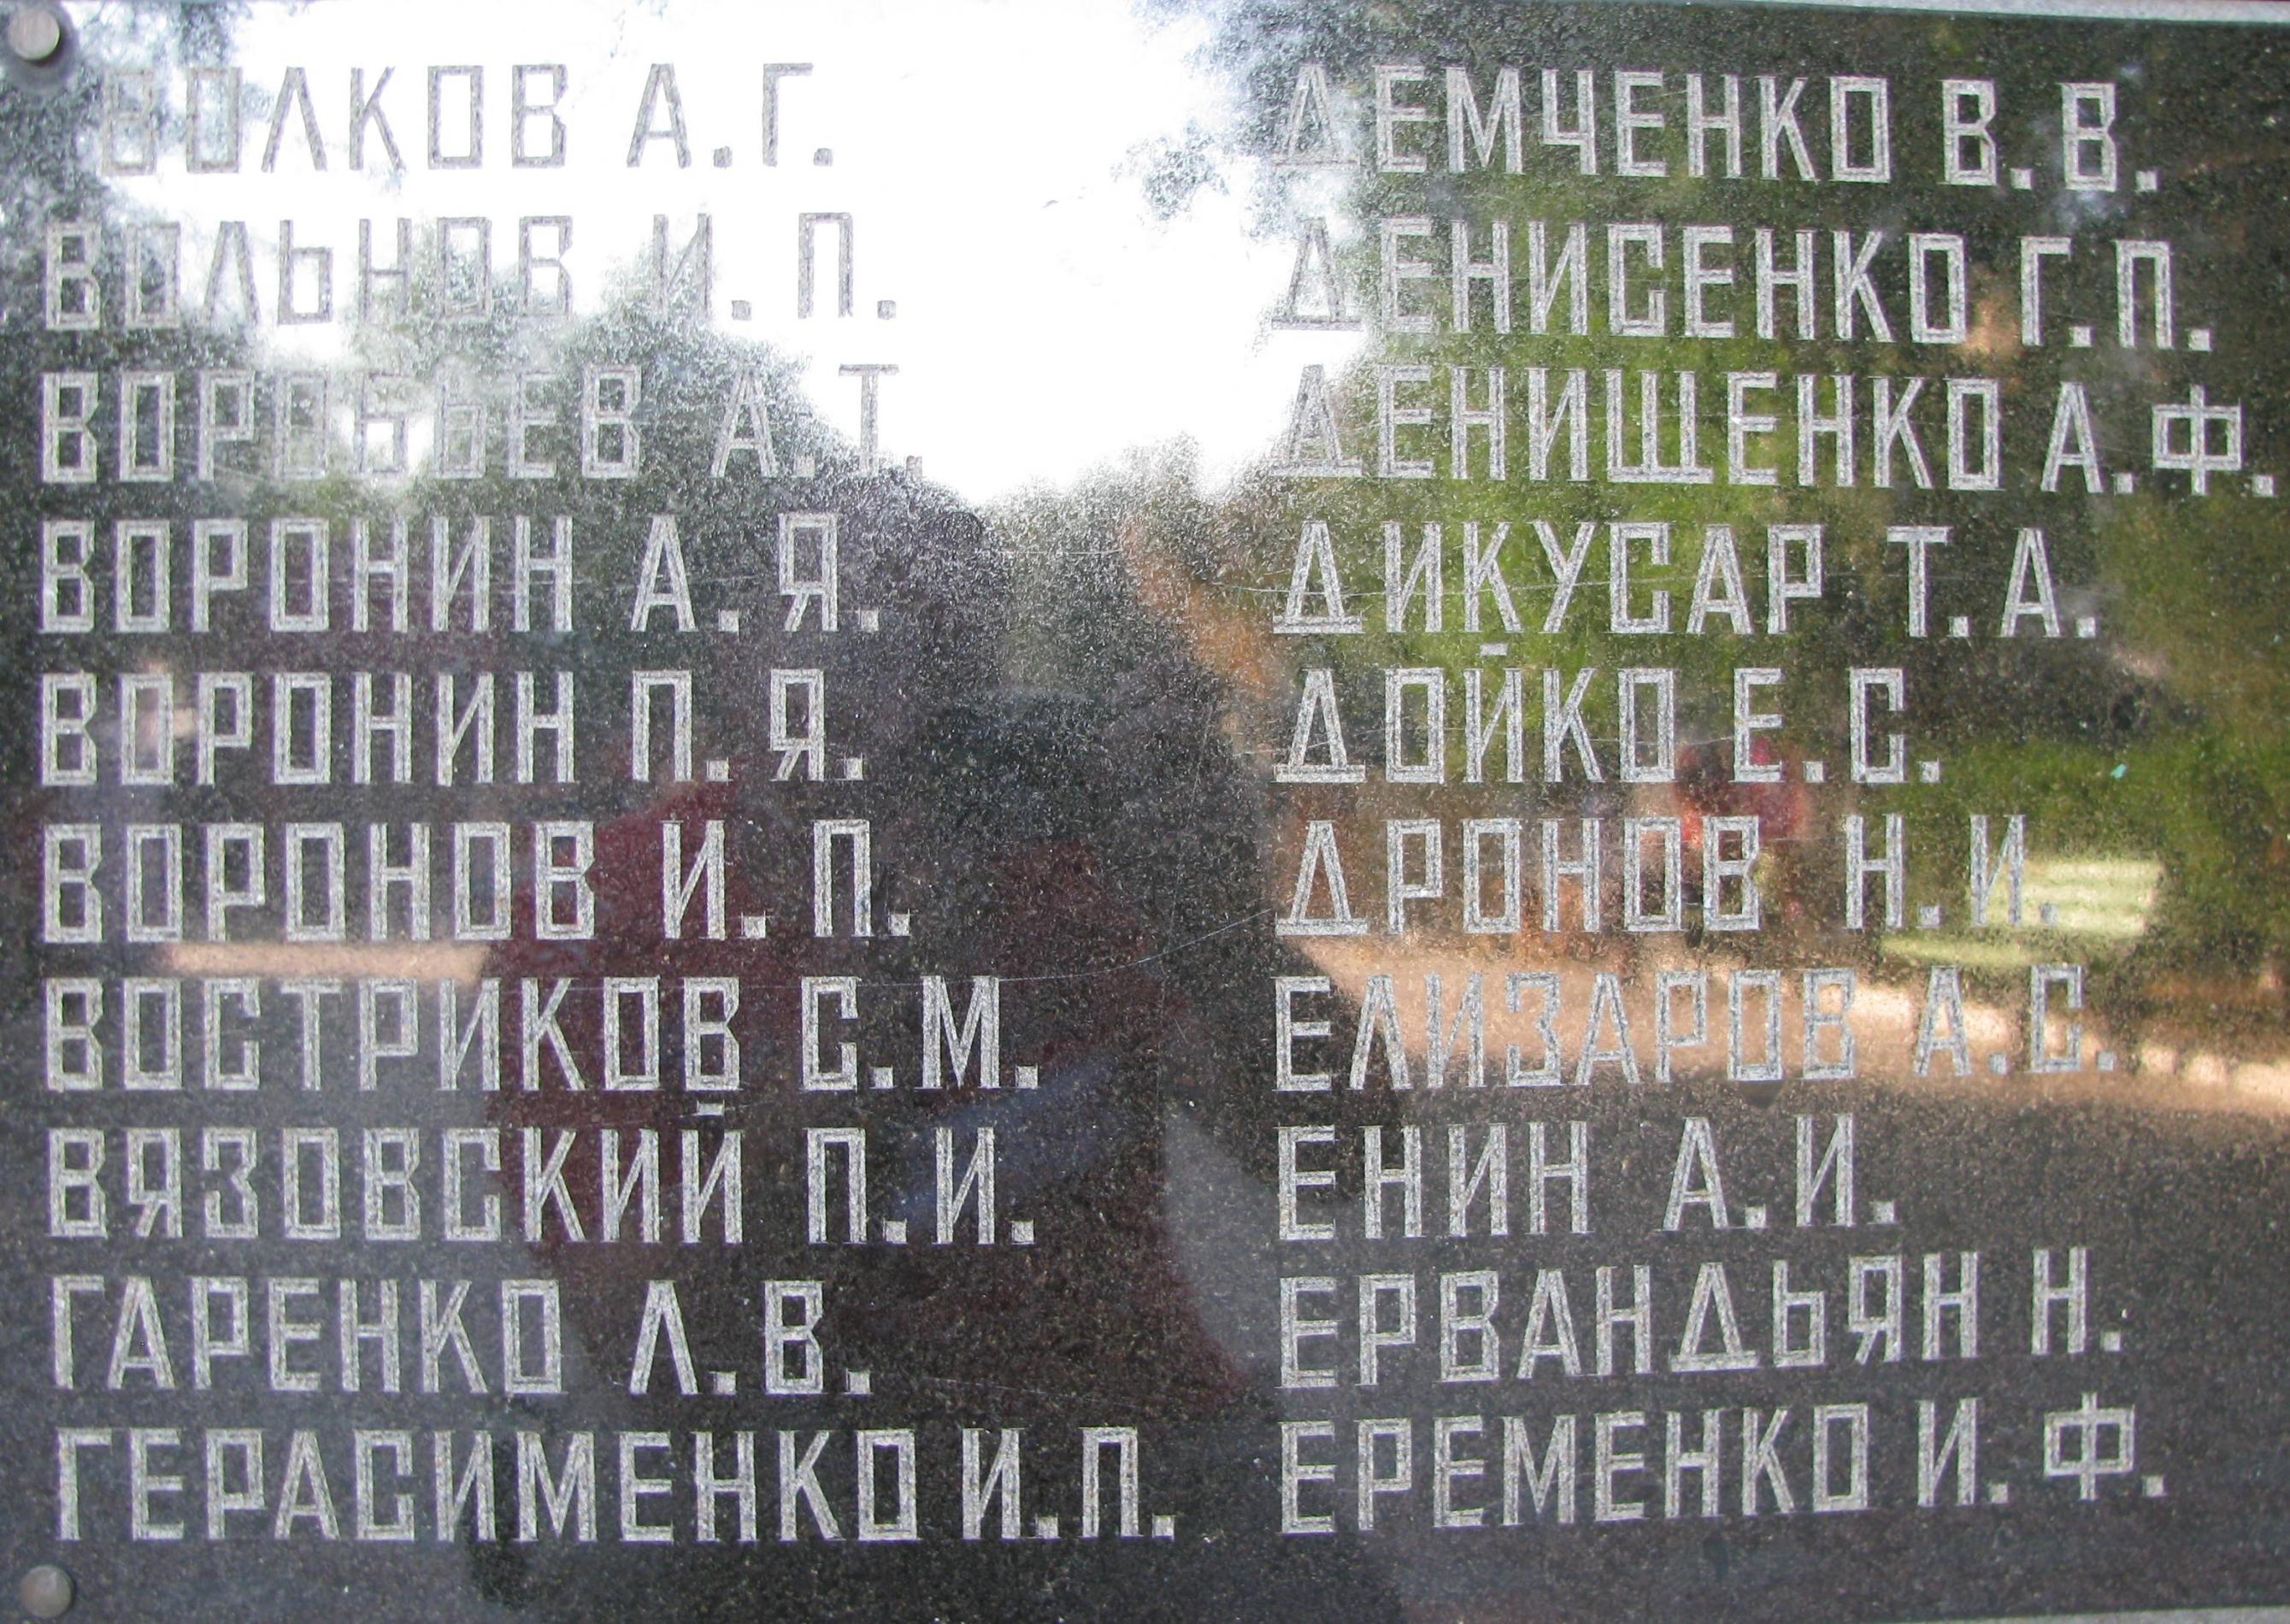 ВОЛКОВ А.Г.
ВОЛЬНОВ И.П.
ВОРОБЬЕВ А.Т.
ВОРОНИН А.Я.
ВОРОНИН П.Я.
ВОРОНОВ И.П.
ВОСТРИКОВ С.М.
ВЯЗОВСКИЙ П.И.
ГАРЕНКО Л.В.
ГЕРАСИМЕНКО И.П.
ДЕМЧЕНКО В.В.
ДЕНИСЕНКО Г.П.
ДЕНИЩЕНКО А.Ф.
ДИКУСАР Т.А.
ДОЙКО Е.С.
ДРОНОВ Н.И.
ЕЛИЗАРОВ А.С.
ЕНИН А.И.
ЕРВАНДЬЯН Н.
ЕРЕМЕНКО И.Ф.